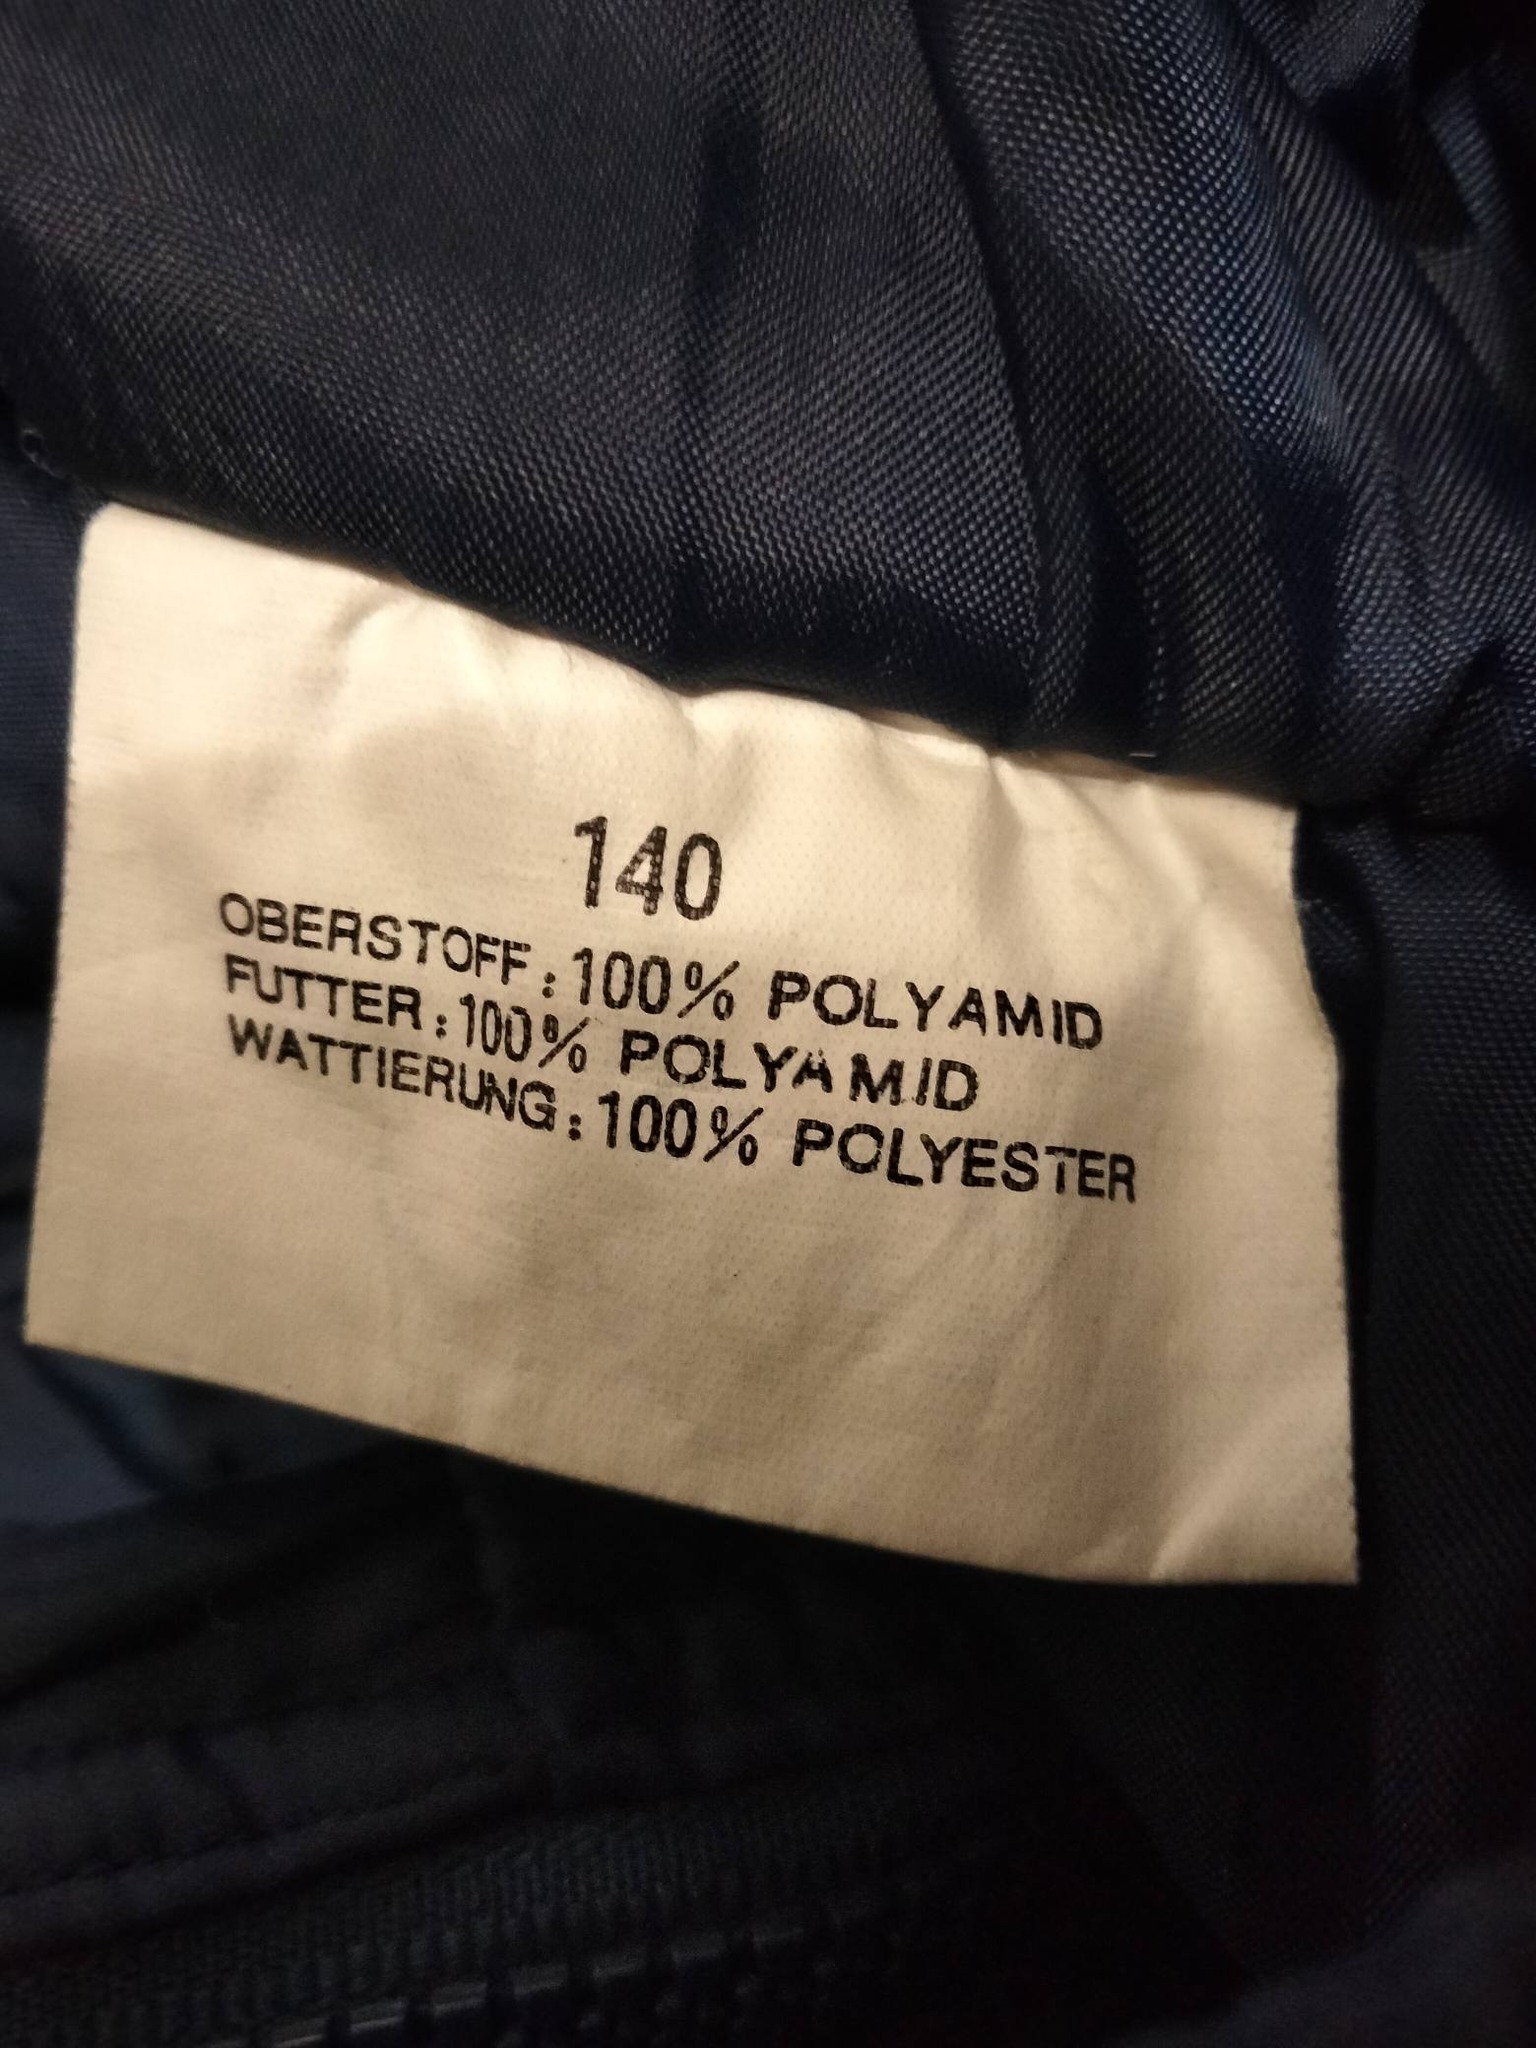 140
OBERSTOFF:100% POLYAMID
FUTTER:100% POLYAMID
WATTIERUNG:100% POLYESTER